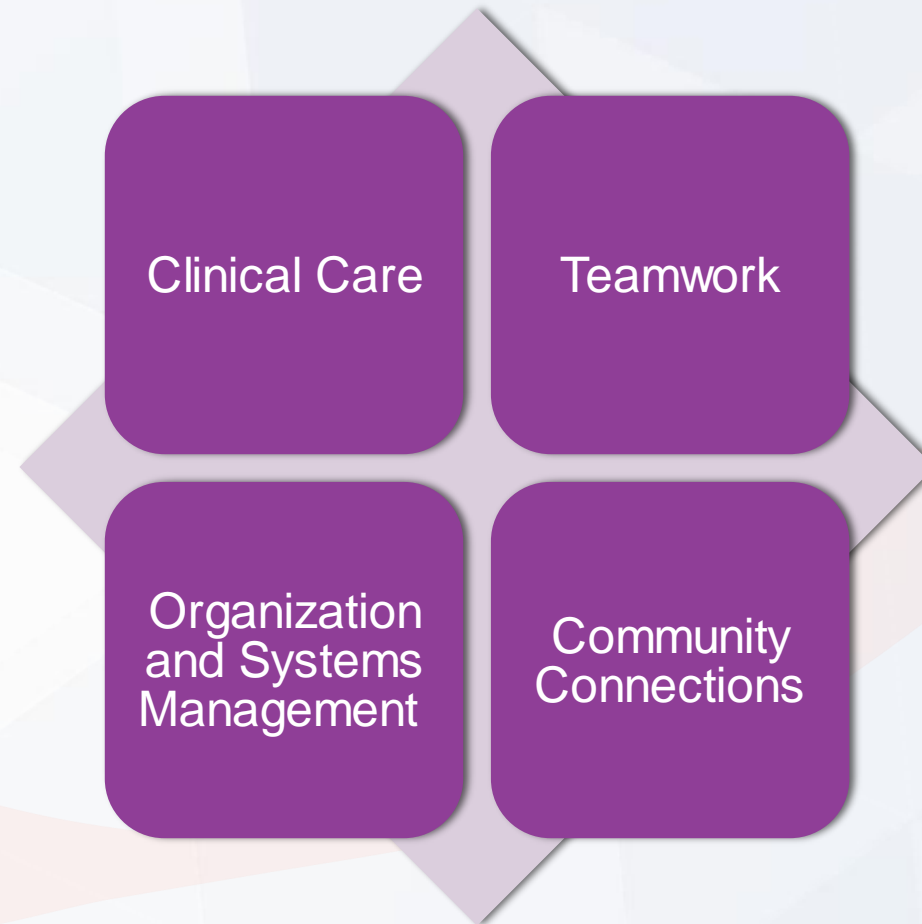 Clinical Care
Teamwork
Organization
and Systems
Management
Community
Connections